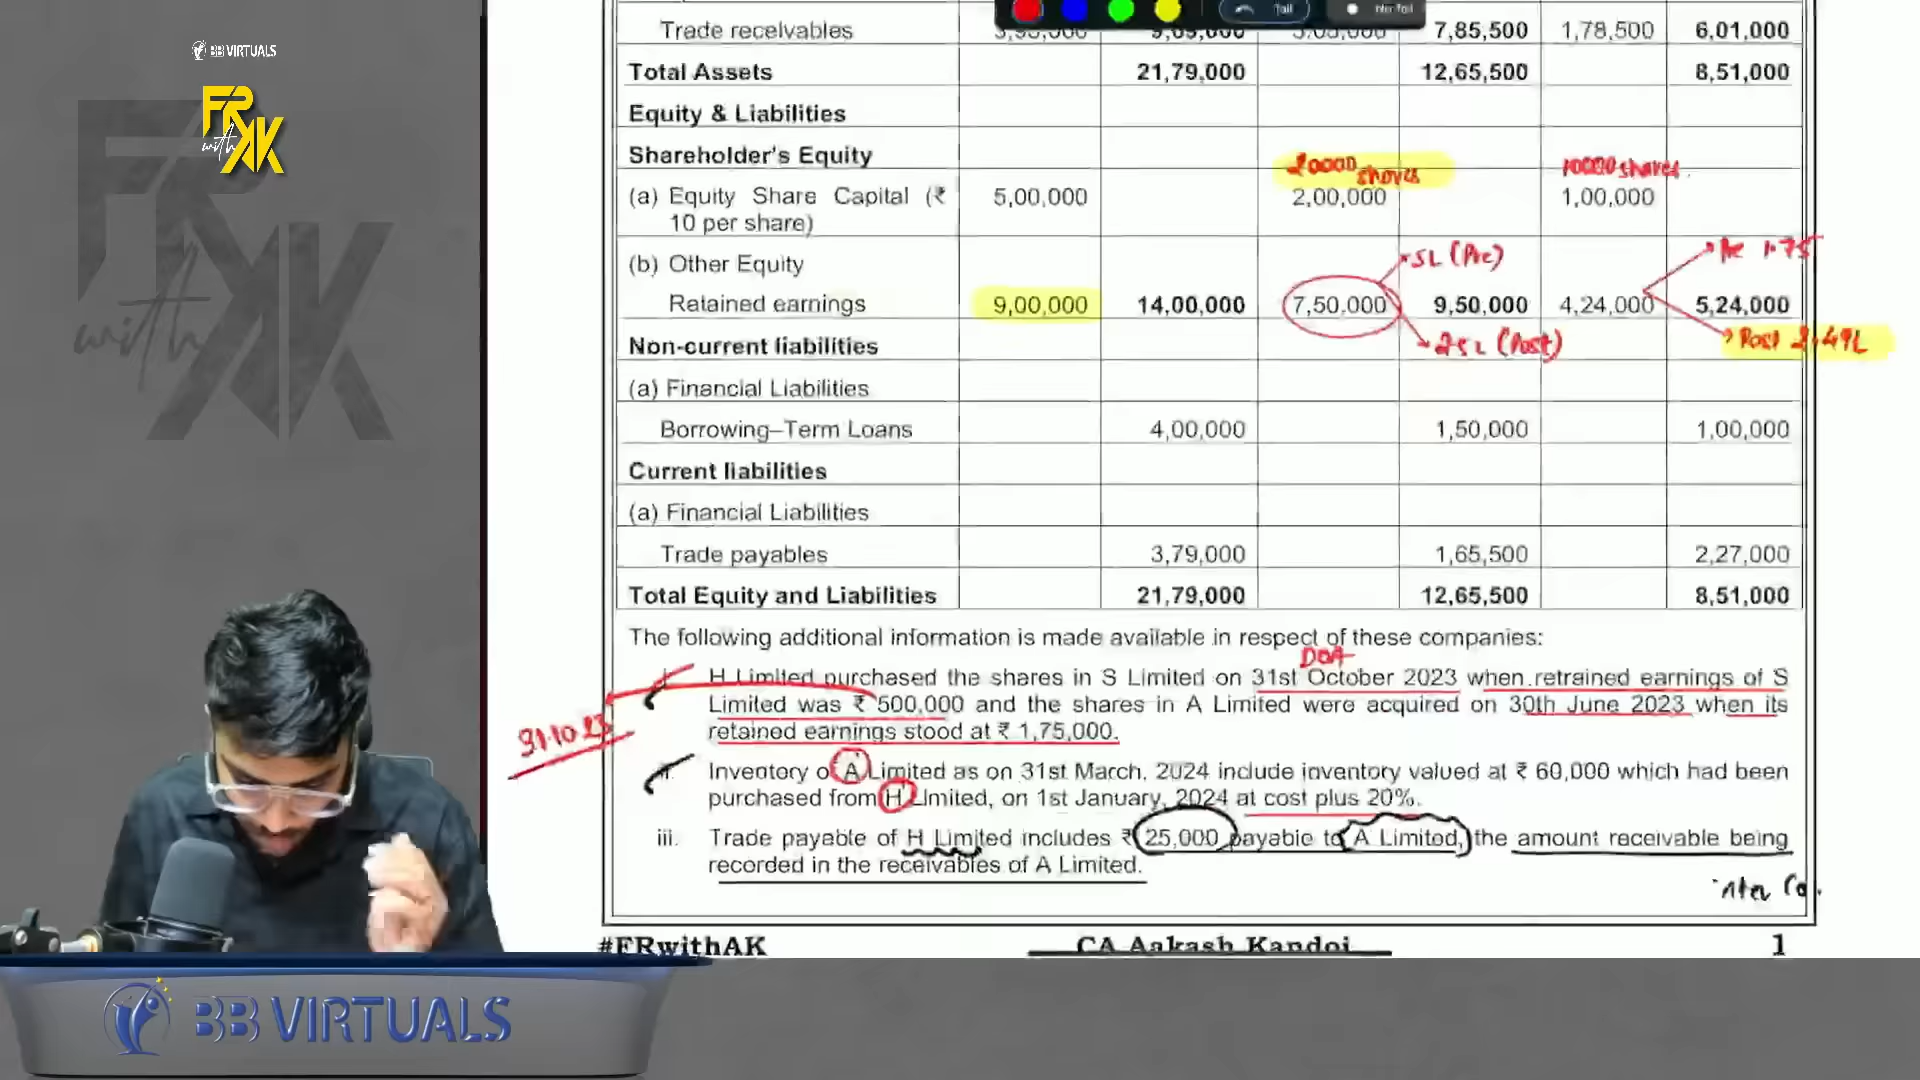 BB VIRTUALS
FR
with
AK
FR
with
AK
Trade receivables 7,85,500 1,78,500 6,01,000
Total Assets 21,79,000 12,65,500 8,51,000
Equity & Liabilities
Shareholder's Equity
20000 shares 10000 shares
(a) Equity Share Capital (₹ 5,00,000 2,00,000 1,00,000
10 per share)
(b) Other Equity
5L (Pre)
Pre 1.75
Retained earnings 9,00,000 14,00,000 7,50,000 9,50,000 4,24,000 5,24,000
2.5L (Post)
Post 2.49L
Non-current liabilities
(a) Financial Liabilities
Borrowing–Term Loans 4,00,000 1,50,000 1,00,000
Current liabilities
(a) Financial Liabilities
Trade payables 3,79,000 1,65,500 2,27,000
Total Equity and Liabilities 21,79,000 12,65,500 8,51,000
The following additional information is made available in respect of these companies:
DOA
H Limited purchased the shares in S Limited on 31st October 2023 when retrained earnings of S
Limited was ₹ 500,000 and the shares in A Limited were acquired on 30th June 2023 when its
retained earnings stood at ₹ 1,75,000.
31.10.23
Inventory of A Limited as on 31st March, 2024 include inventory valued at ₹ 60,000 which had been
purchased from H Limited, on 1st January, 2024 at cost plus 20%.
iii. Trade payable of H Limited includes ₹ 25,000 payable to A Limited, the amount receivable being
recorded in the receivables of A Limited.
inter Co.
#FRwithAK CA Aakash Kandoi 1
BB VIRTUALS